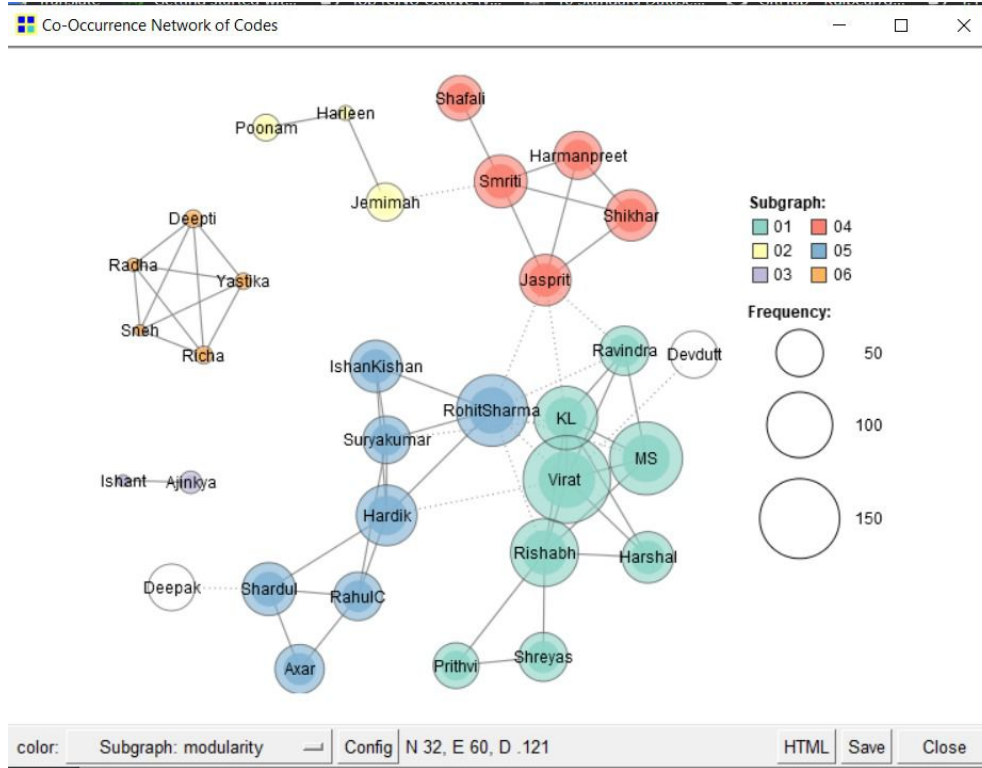 Co-Occurrence Network of Codes
Shafali
Harleen
Poonam
Harmanpreet
Smriti
Jemimah
Shikhar
Subgraph:
01 04
02 05
03 06
Deepti
Radha
Yastika
Jasprit
Sneh
Richa
Frequency:
50
100
150
Ravindra
Devdutt
IshanKishan
RohitSharma
KL
Suryakumar
MS
Virat
Ishant
Ajinkya
Hardik
Rishabh
Harshal
Deepak
Shardul
RahulC
Axar
Prithvi
Shreyas
color: Subgraph: modularity Config N 32, E 60, D .121 HTML Save Close